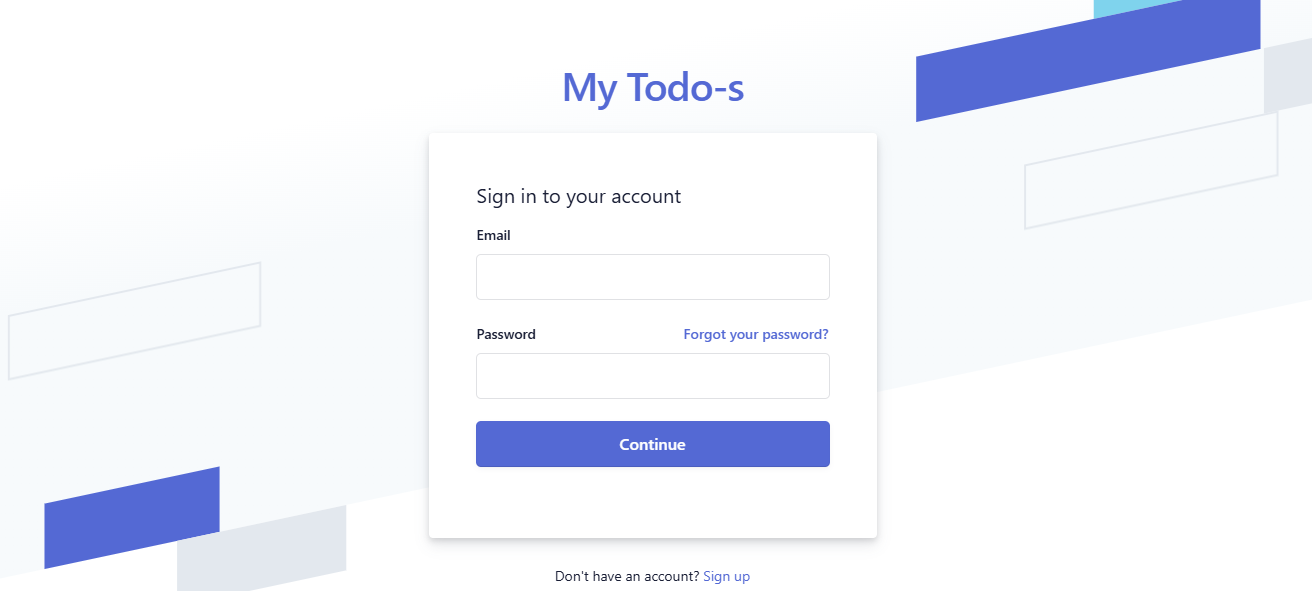 My Todo-s
Sign in to your account
Email
Password Forgot your password?
Continue
Don't have an account? Sign up